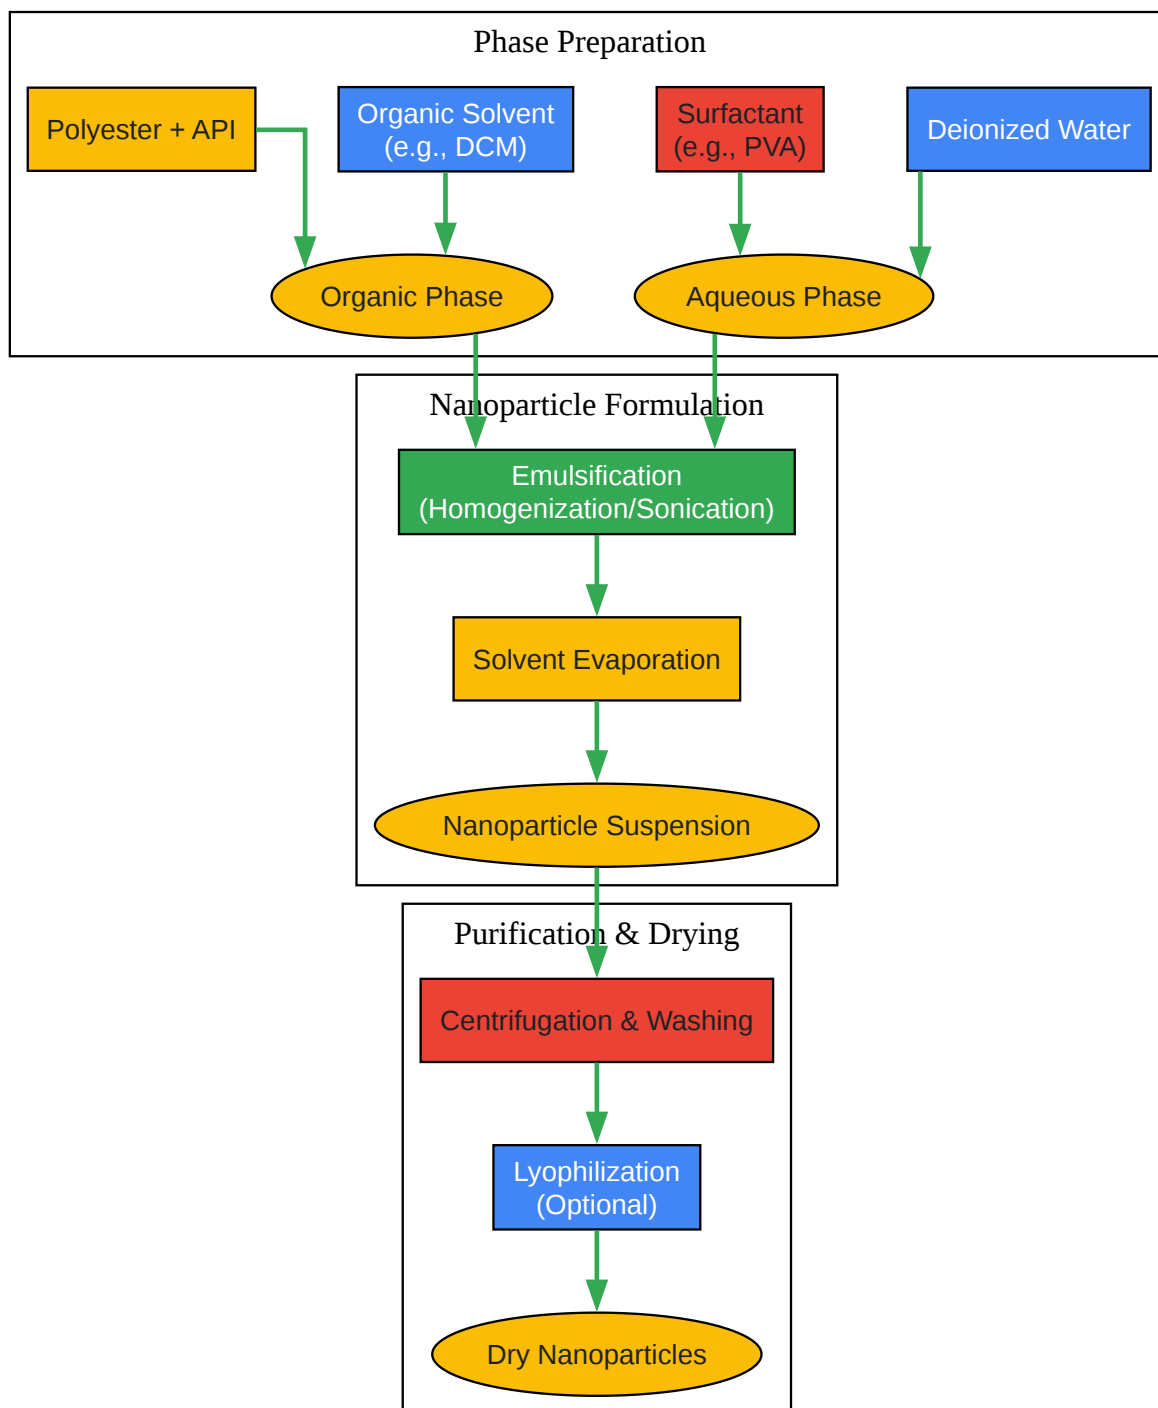 Phase Preparation
Polyester + API
Organic Solvent
(e.g., DCM)
Surfactant
(e.g., PVA)
Deionized Water
Organic Phase
Aqueous Phase
Nanoparticle Formulation
Emulsification
(Homogenization/Sonication)
Solvent Evaporation
Nanoparticle Suspension
Purification & Drying
Centrifugation & Washing
Lyophilization
(Optional)
Dry Nanoparticles